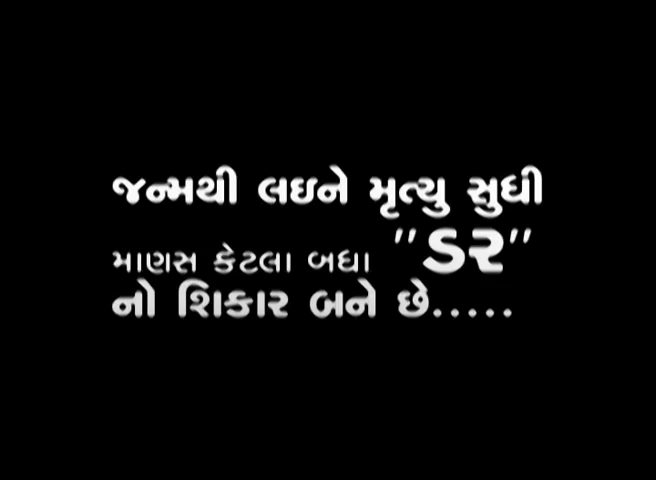 જન્મથી લઇને મૃત્યુ સુધી
માણસ કેટલા બધા "ડર"
નો શિકાર બને છે.....